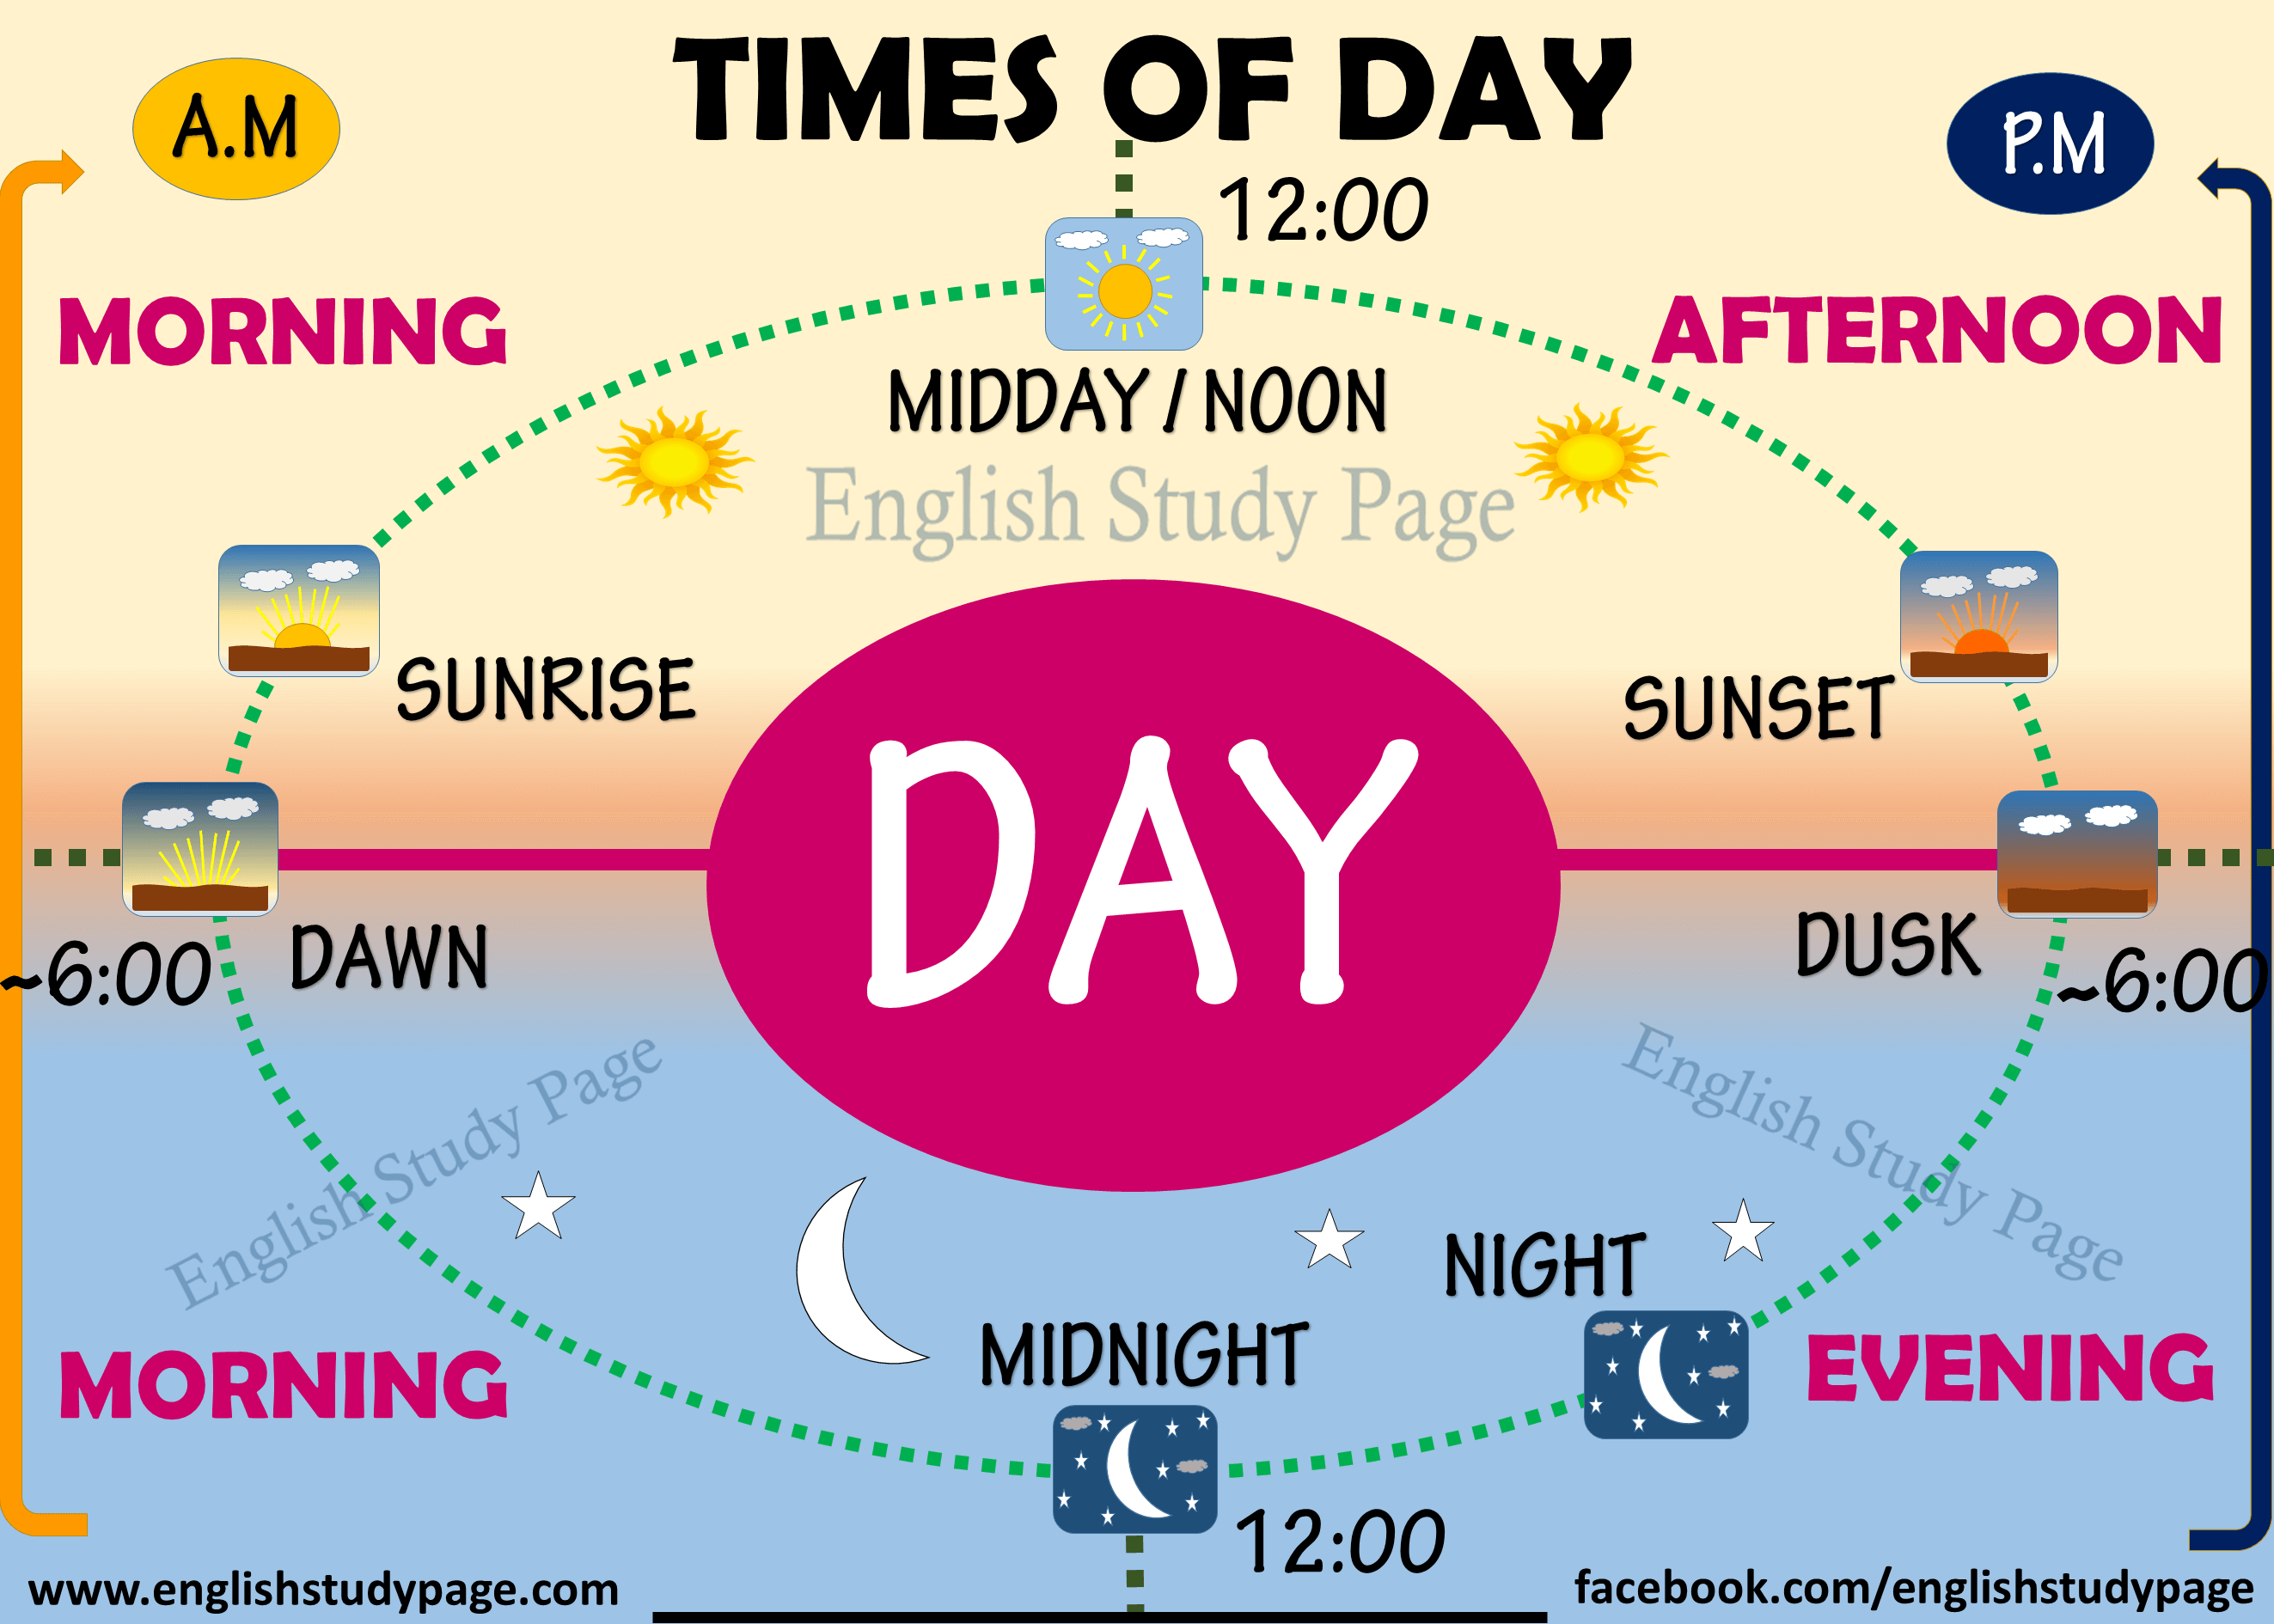 TIMES OF DAY
A.M
P.M
12:00
MORNING
AFTERNOON
MIDDAY / NOON
English Study Page
SUNRISE
SUNSET
DAY
DAWN
DUSK
~6:00
~6:00
English Study Page
English Study Page
NIGHT
MIDNIGHT
MORNING
EVENING
12:00
www.englishstudypage.com
facebook.com/englishstudypage